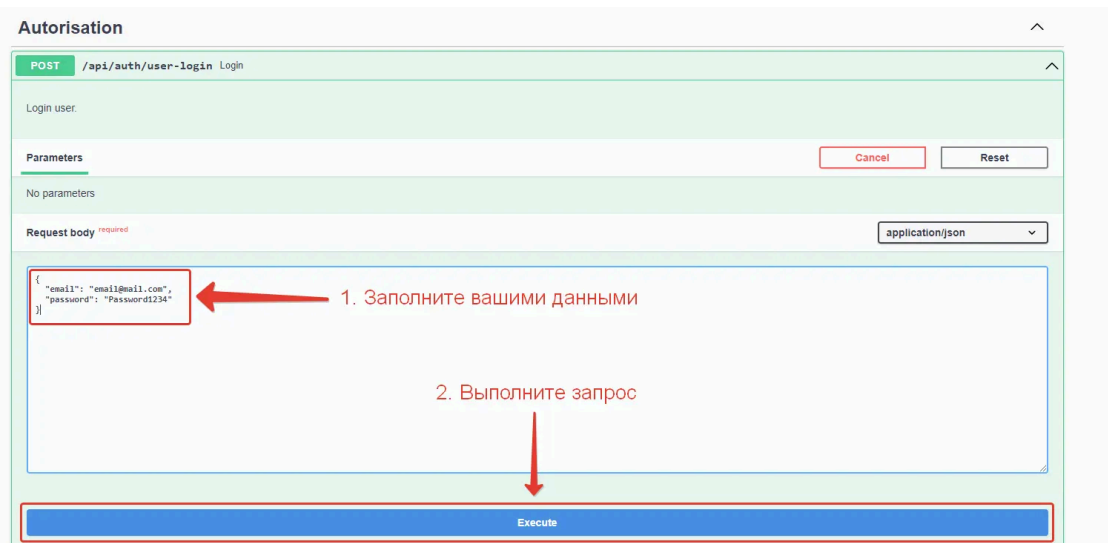 Autorisation
POST /api/auth/user-login Login
Login user.
Parameters
Cancel
Reset
No parameters
Request body required
application/json
{
"email": "email@mail.com",
"password": "Password1234"
}
1. Заполните вашими данными
2. Выполните запрос
Execute